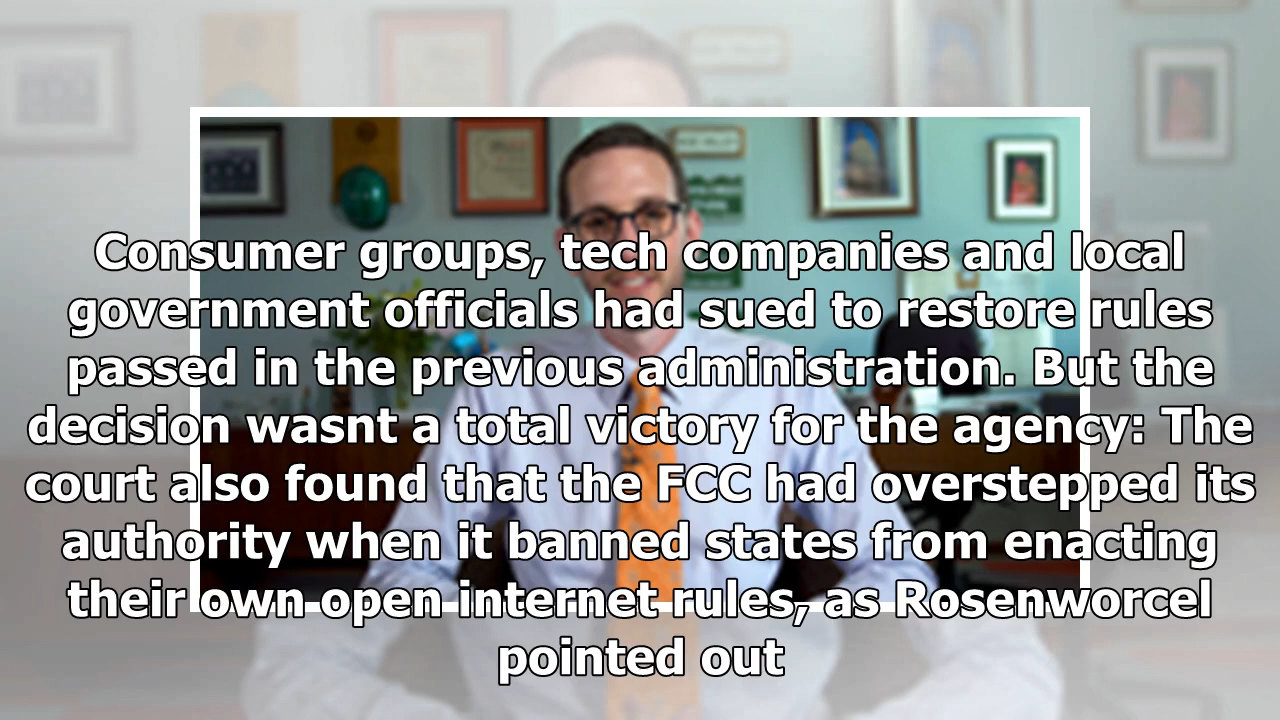 Consumer groups, tech companies and local
government officials had sued to restore rules
passed in the previous administration. But the
decision wasnt a total victory for the agency: The
court also found that the FCC had overstepped its
authority when it banned states from enacting
their own open internet rules, as Rosenworcel
pointed out